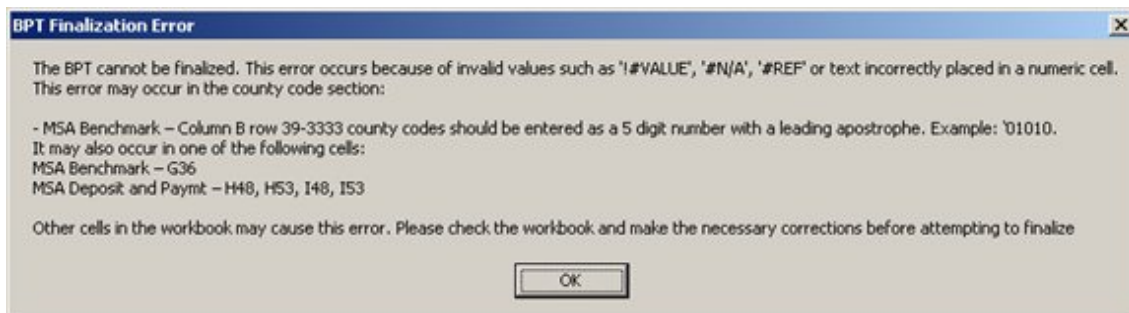 BPT Finalization Error
The BPT cannot be finalized. This error occurs because of invalid values such as '!#VALUE', '#N/A', '#REF' or text incorrectly placed in a numeric cell.
This error may occur in the county code section:
- MSA Benchmark – Column B row 39-3333 county codes should be entered as a 5 digit number with a leading apostrophe. Example: '01010.
It may also occur in one of the following cells:
MSA Benchmark – G36
MSA Deposit and Paymt – H48, H53, I48, I53
Other cells in the workbook may cause this error. Please check the workbook and make the necessary corrections before attempting to finalize
OK